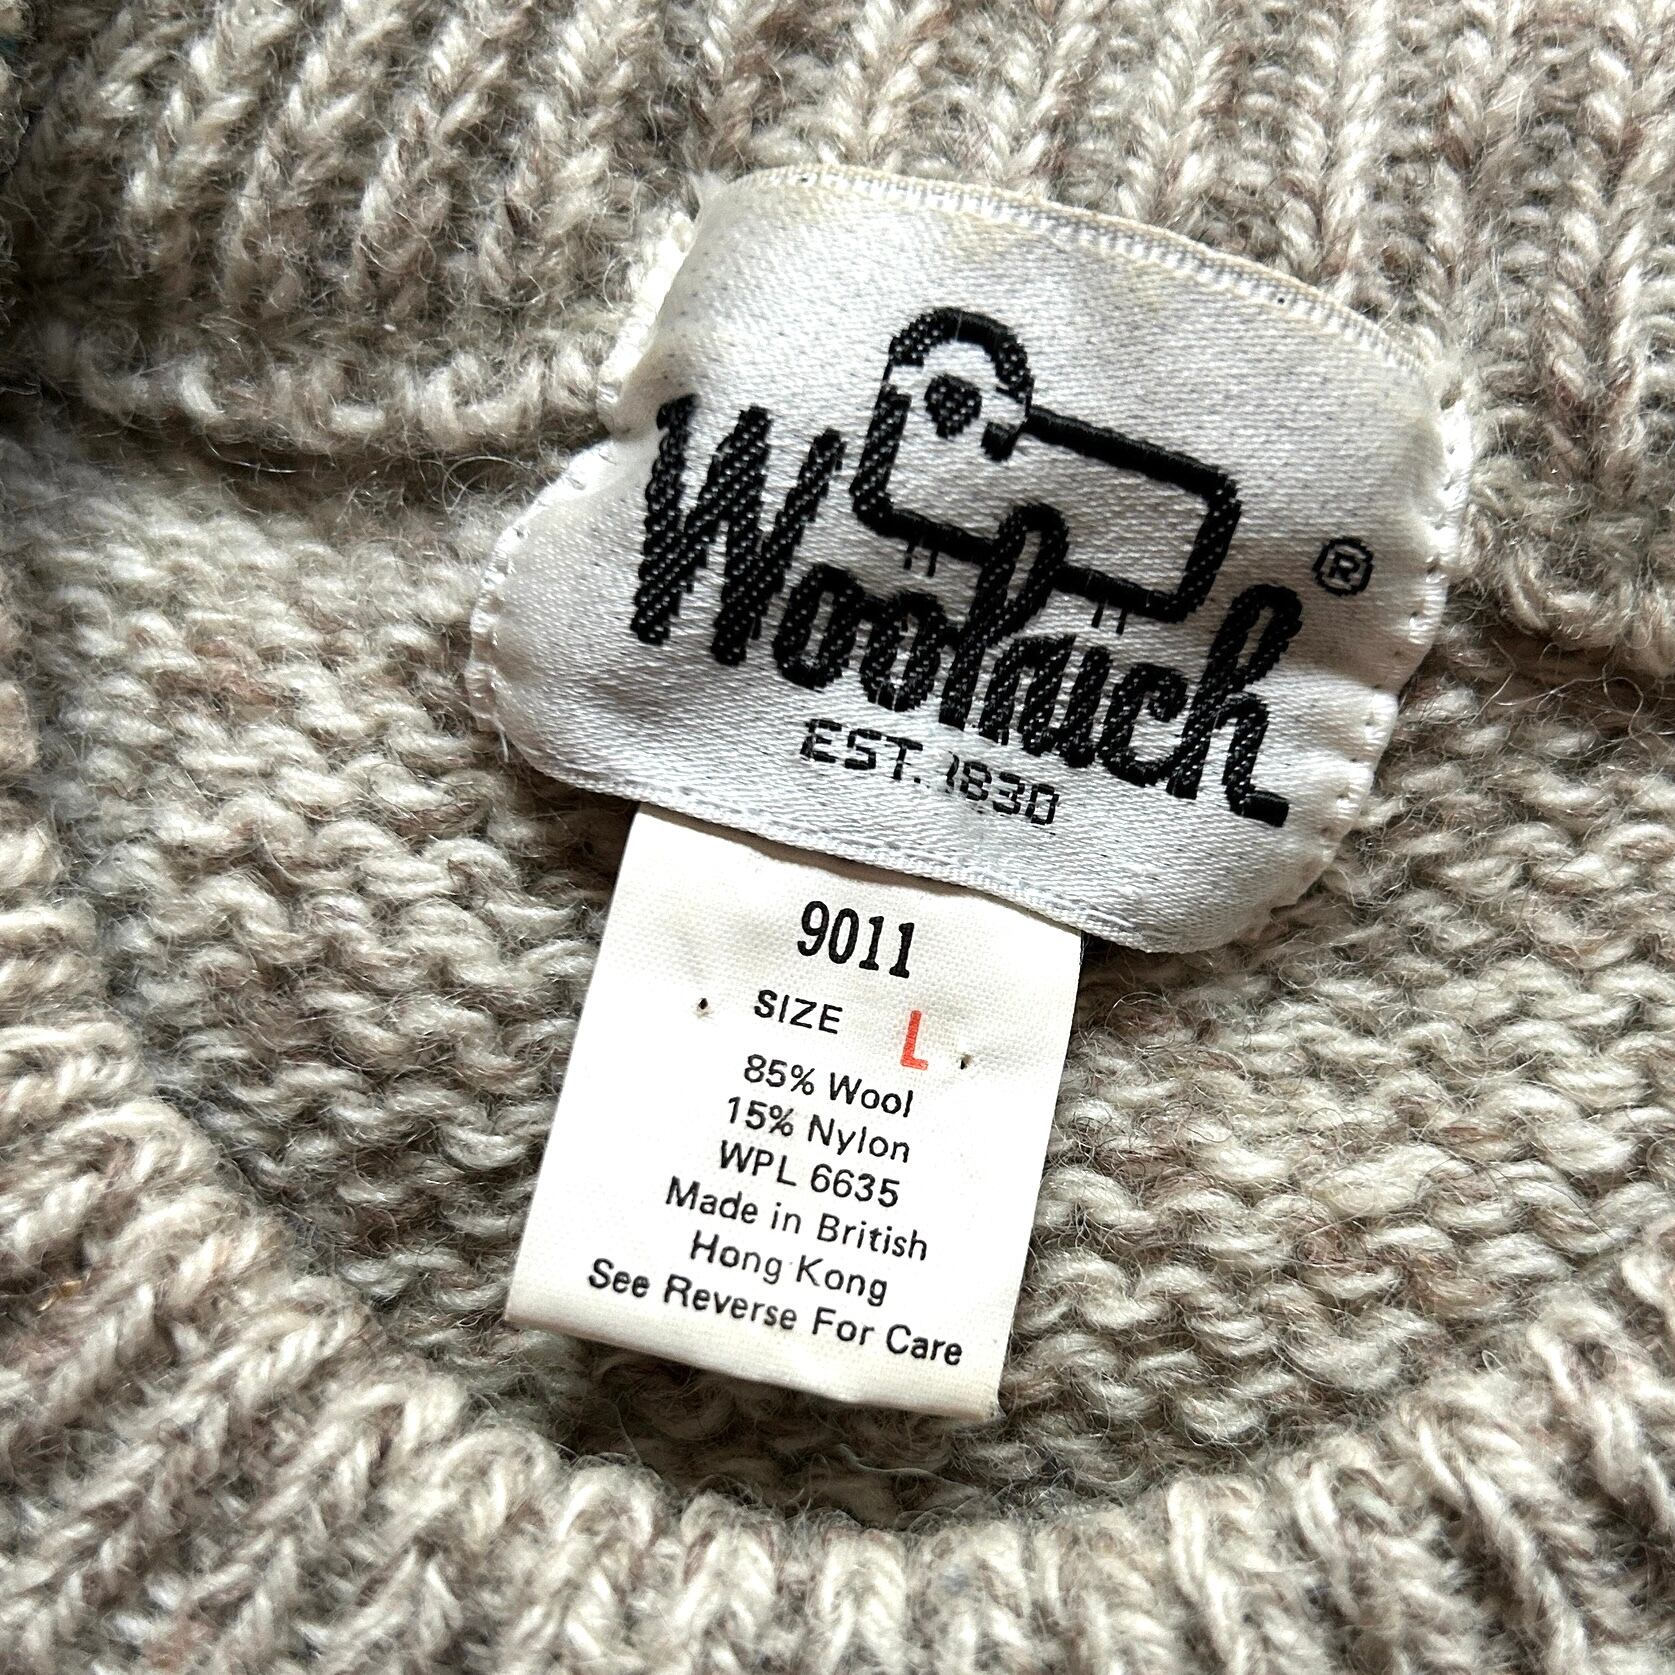 Woolrich®
EST. 1830
9011
SIZE L
85% Wool
15% Nylon
WPL 6635
Made in British
Hong Kong
See Reverse For Care